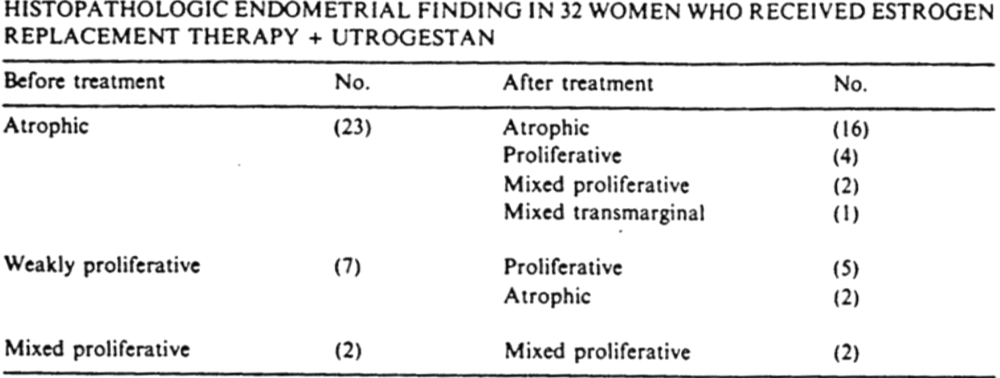 HISTOPATHOLOGIC ENDOMETRIAL FINDING IN 32 WOMEN WHO RECEIVED ESTROGEN
REPLACEMENT THERAPY + UTROGESTAN
Before treatment No. After treatment No.
Atrophic (23) Atrophic (16)
Proliferative (4)
Mixed proliferative (2)
Mixed transmarginal (1)
Weakly proliferative (7) Proliferative (5)
Atrophic (2)
Mixed proliferative (2) Mixed proliferative (2)